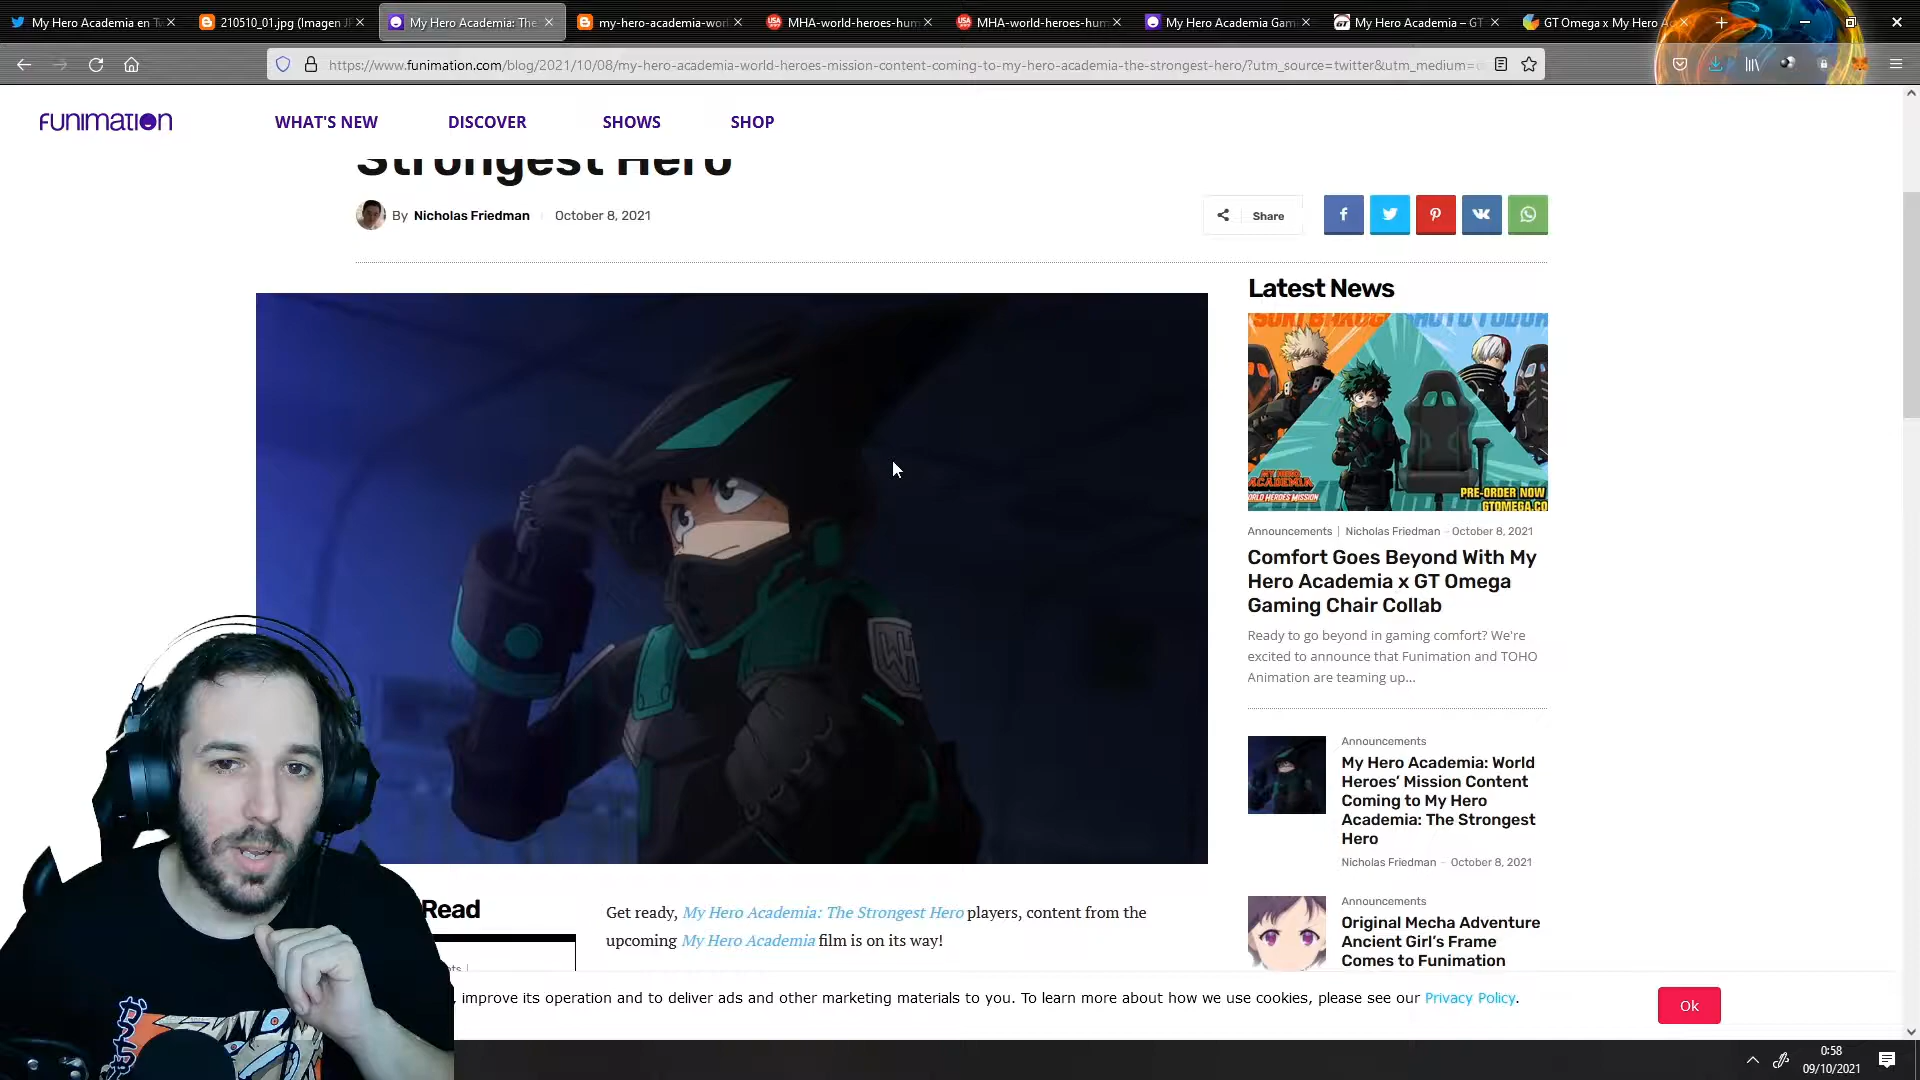 My Hero Academia en Tw
210510_01.jpg (Imagen JP
My Hero Academia: The
my-hero-academia-worl
MHA-world-heroes-hum
MHA-world-heroes-hum
My Hero Academia Gam
My Hero Academia – GT
GT Omega x My Hero A
https://www.funimation.com/blog/2021/10/08/my-hero-academia-world-heroes-mission-content-coming-to-my-hero-academia-the-strongest-hero/?utm_source=twitter&utm_medium=
FUNIMATION
WHAT'S NEW
DISCOVER
SHOWS
SHOP
Strongest Hero
By Nicholas Friedman
October 8, 2021
Share
WH
Latest News
MY HERO
ACADEMIA
WORLD HEROES MISSION
PRE-ORDER NOW
GTOMEGA.CO
Announcements | Nicholas Friedman - October 8, 2021
Comfort Goes Beyond With My
Hero Academia x GT Omega
Gaming Chair Collab
Ready to go beyond in gaming comfort? We're
excited to announce that Funimation and TOHO
Animation are teaming up...
Announcements
My Hero Academia: World
Heroes’ Mission Content
Coming to My Hero
Academia: The Strongest
Hero
Nicholas Friedman - October 8, 2021
Announcements
Original Mecha Adventure
Ancient Girl’s Frame
Comes to Funimation
Read
Get ready, My Hero Academia: The Strongest Hero players, content from the
upcoming My Hero Academia film is on its way!
, improve its operation and to deliver ads and other marketing materials to you. To learn more about how we use cookies, please see our Privacy Policy.
Ok
0:58
09/10/2021